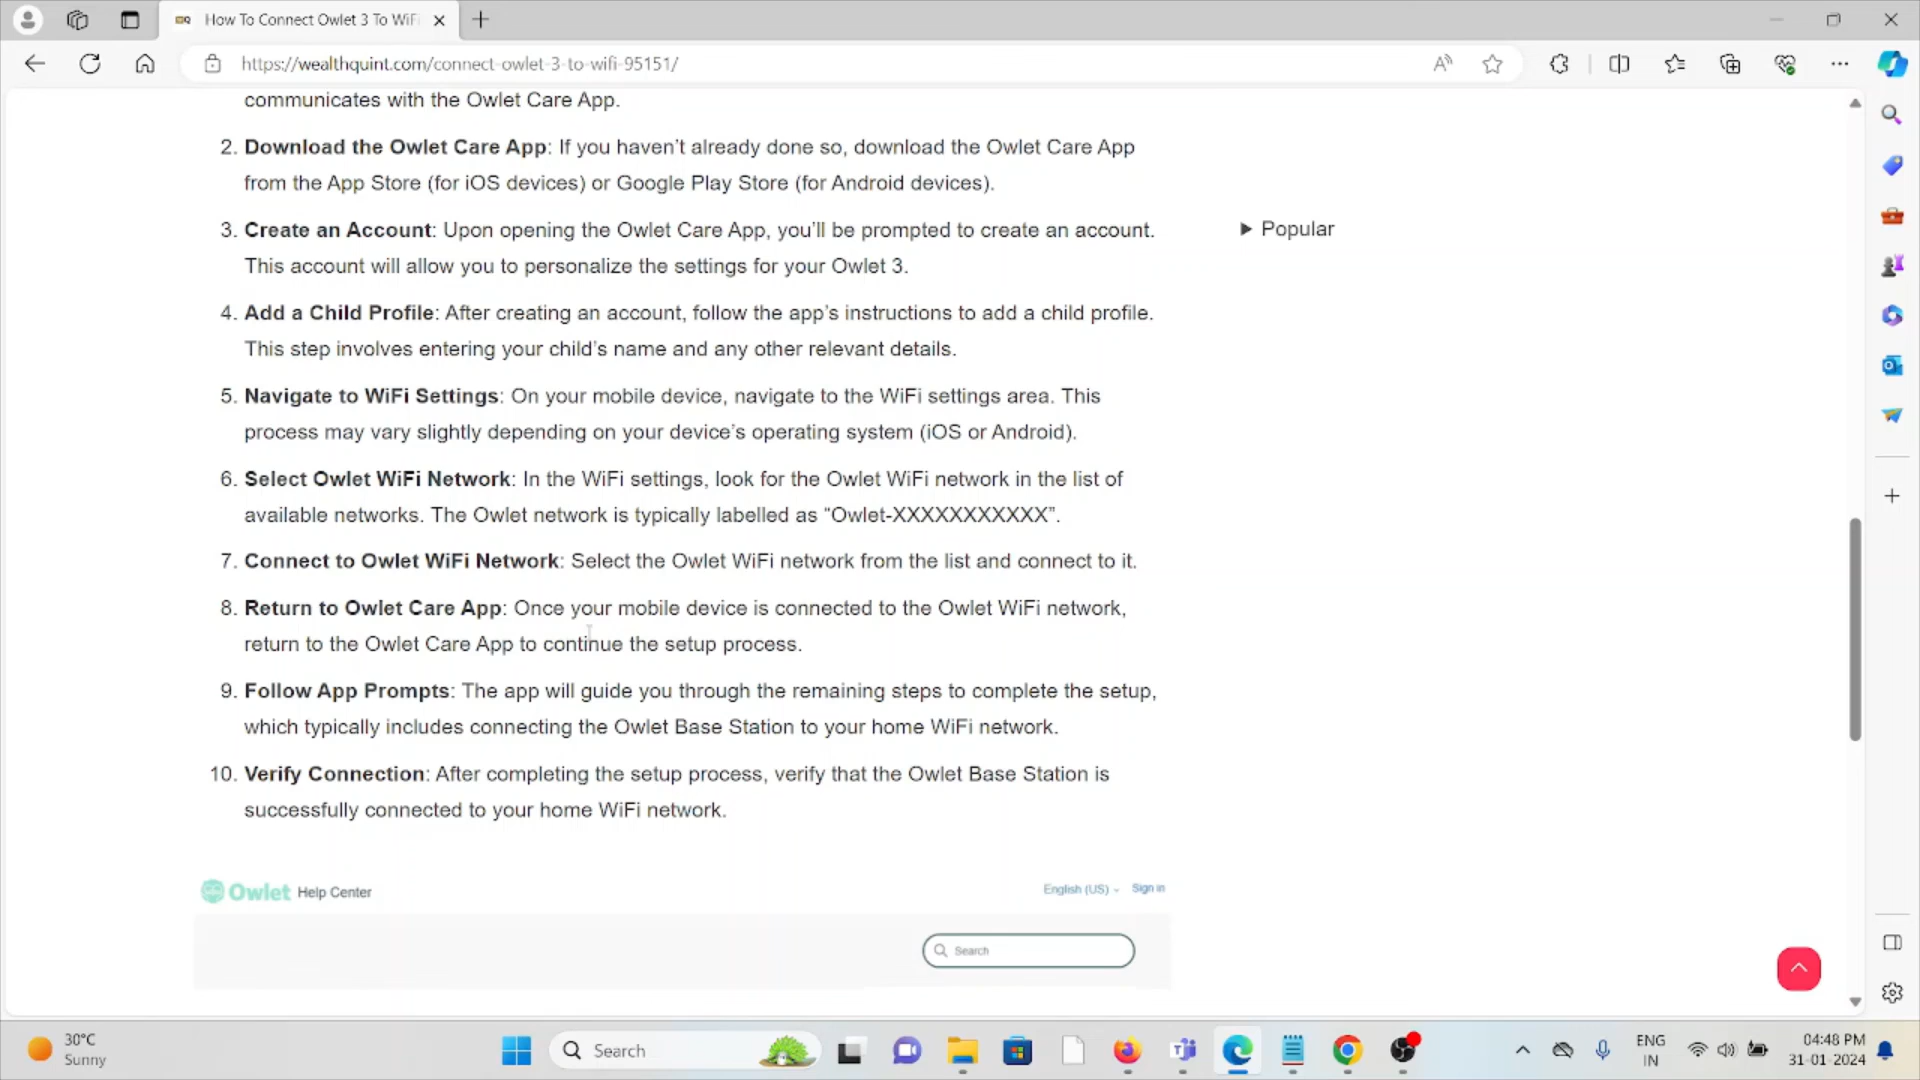 How To Connect Owlet 3 To WiFi
https://wealthquint.com/connect-owlet-3-to-wifi-95151/
communicates with the Owlet Care App.
2. Download the Owlet Care App: If you haven’t already done so, download the Owlet Care App
from the App Store (for iOS devices) or Google Play Store (for Android devices).
3. Create an Account: Upon opening the Owlet Care App, you’ll be prompted to create an account.
This account will allow you to personalize the settings for your Owlet 3.
Popular
4. Add a Child Profile: After creating an account, follow the app’s instructions to add a child profile.
This step involves entering your child’s name and any other relevant details.
5. Navigate to WiFi Settings: On your mobile device, navigate to the WiFi settings area. This
process may vary slightly depending on your device’s operating system (iOS or Android).
6. Select Owlet WiFi Network: In the WiFi settings, look for the Owlet WiFi network in the list of
available networks. The Owlet network is typically labelled as “Owlet-XXXXXXXXXXX”.
7. Connect to Owlet WiFi Network: Select the Owlet WiFi network from the list and connect to it.
8. Return to Owlet Care App: Once your mobile device is connected to the Owlet WiFi network,
return to the Owlet Care App to continue the setup process.
9. Follow App Prompts: The app will guide you through the remaining steps to complete the setup,
which typically includes connecting the Owlet Base Station to your home WiFi network.
10. Verify Connection: After completing the setup process, verify that the Owlet Base Station is
successfully connected to your home WiFi network.
Owlet Help Center
English (US) Sign in
Search
30°C
Sunny
Search
ENG
IN
04:48 PM
31-01-2024